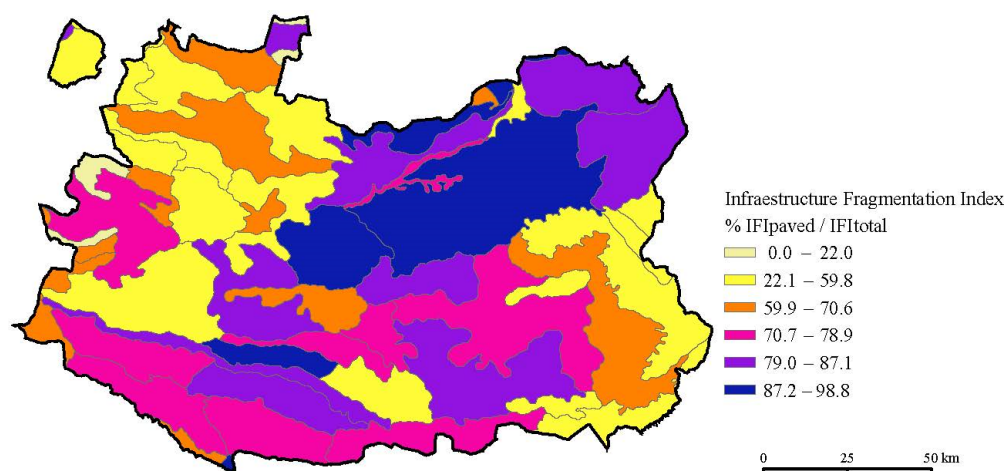 Infraestructure Fragmentation Index
% IFIpaved / IFItotal
0.0 – 22.0
22.1 – 59.8
59.9 – 70.6
70.7 – 78.9
79.0 – 87.1
87.2 – 98.8
0 25 50 km